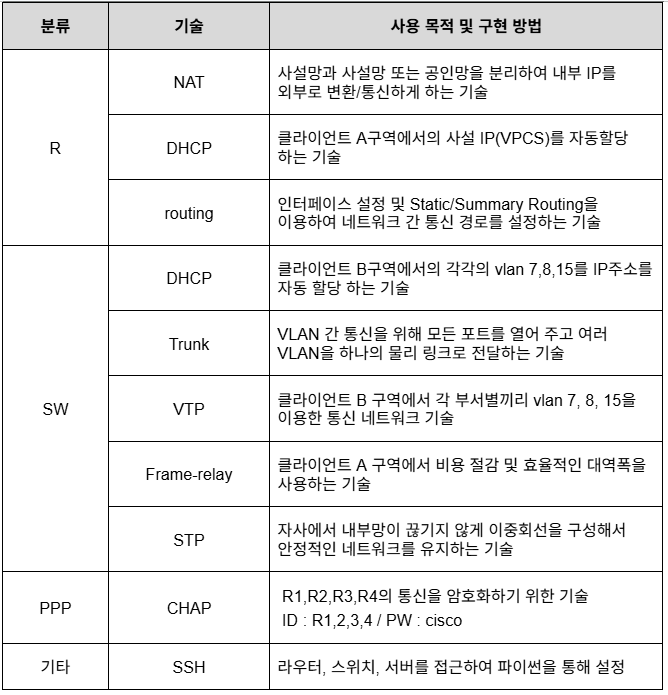 분류 기술 사용 목적 및 구현 방법
R
NAT
사설망과 사설망 또는 공인망을 분리하여 내부 IP를
외부로 변환/통신하게 하는 기술
DHCP
클라이언트 A구역에서의 사설 IP(VPCS)를 자동할당
하는 기술
routing
인터페이스 설정 및 Static/Summary Routing을
이용하여 네트워크 간 통신 경로를 설정하는 기술
SW
DHCP
클라이언트 B구역에서의 각각의 vlan 7,8,15를 IP주소를
자동 할당 하는 기술
Trunk
VLAN 간 통신을 위해 모든 포트를 열어 주고 여러
VLAN을 하나의 물리 링크로 전달하는 기술
VTP
클라이언트 B 구역에서 각 부서별끼리 vlan 7, 8, 15을
이용한 통신 네트워크 기술
Frame-relay
클라이언트 A 구역에서 비용 절감 및 효율적인 대역폭을
사용하는 기술
STP
자사에서 내부망이 끊기지 않게 이중회선을 구성해서
안정적인 네트워크를 유지하는 기술
PPP
CHAP
R1,R2,R3,R4의 통신을 암호화하기 위한 기술
ID : R1,2,3,4 / PW : cisco
기타
SSH
라우터, 스위치, 서버를 접근하여 파이썬을 통해 설정